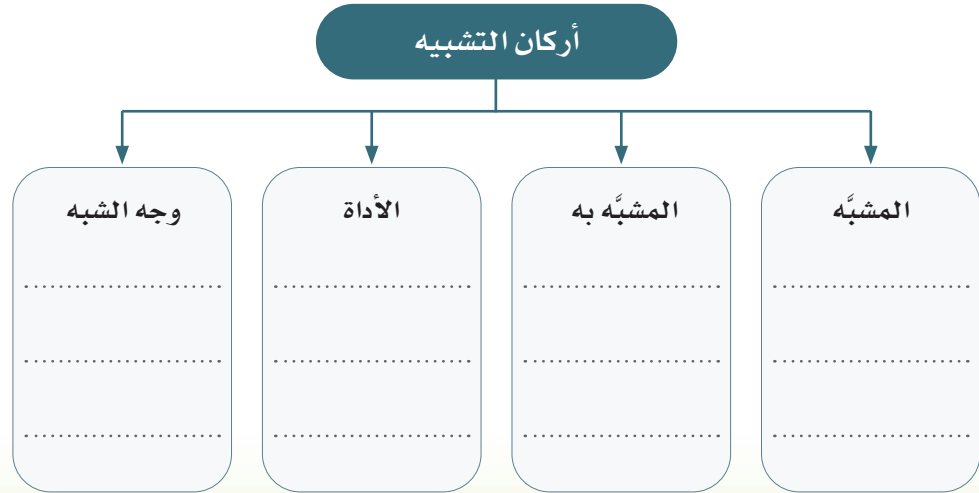 أركان التشبيه
المشبَّه
المشبَّه به
الأداة
وجه الشبه